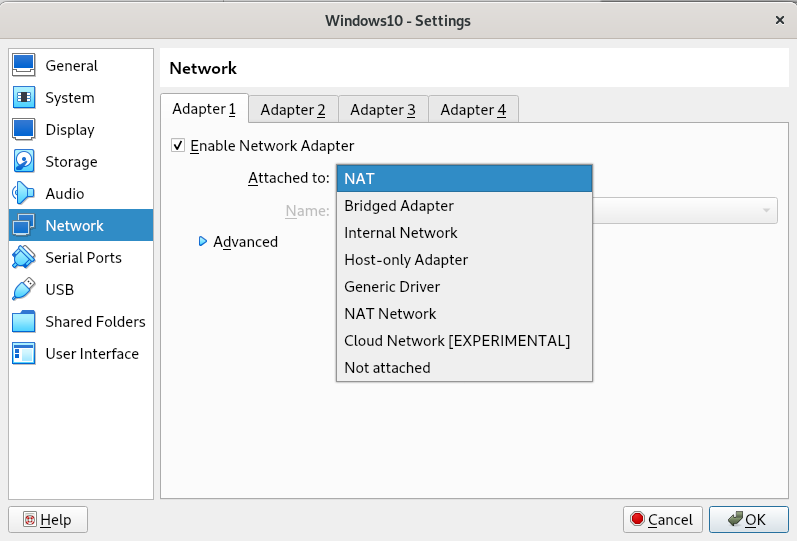 Windows10 - Settings
General
System
Display
Storage
Audio
Network
Serial Ports
USB
Shared Folders
User Interface
Network
Adapter 1 Adapter 2 Adapter 3 Adapter 4
Enable Network Adapter
Attached to: NAT
Bridged Adapter
Name:
Internal Network
Advanced
Host-only Adapter
Generic Driver
NAT Network
Cloud Network [EXPERIMENTAL]
Not attached
Help Cancel OK